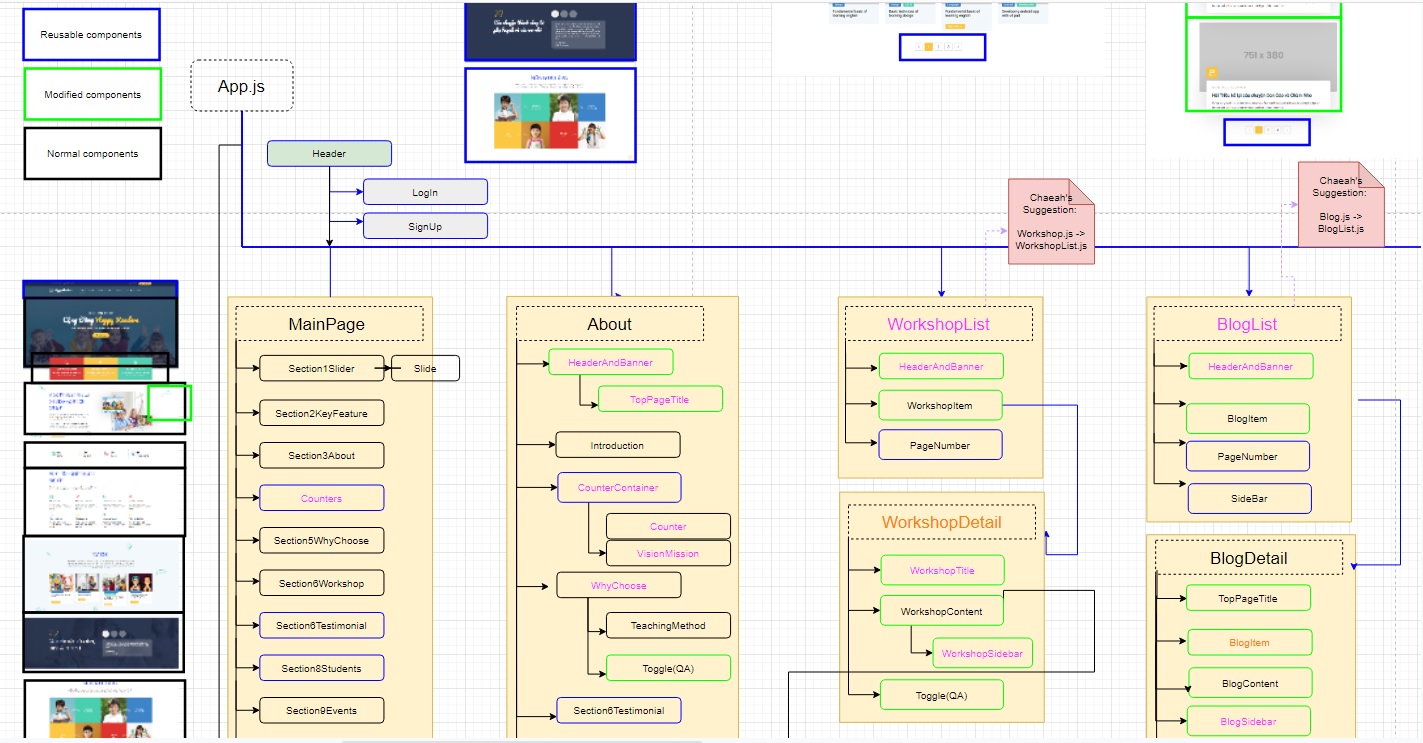 Reusable components
Modified components
Normal components
App.js
Header
LogIn
SignUp
751 x 380
Chaeah's
Suggestion:
Workshop.js ->
WorkshopList.js
Chaeah's
Suggestion:
Blog.js ->
BlogList.js
MainPage
Section1Slider
Slide
Section2KeyFeature
Section3About
Counters
Section5WhyChoose
Section6Workshop
Section6Testimonial
Section8Students
Section9Events
About
HeaderAndBanner
TopPageTitle
Introduction
CounterContainer
Counter
VisionMission
WhyChoose
TeachingMethod
Toggle(QA)
Section6Testimonial
WorkshopList
HeaderAndBanner
WorkshopItem
PageNumber
WorkshopDetail
WorkshopTitle
WorkshopContent
WorkshopSidebar
Toggle(QA)
BlogList
HeaderAndBanner
BlogItem
PageNumber
SideBar
BlogDetail
TopPageTitle
BlogItem
BlogContent
BlogSidebar